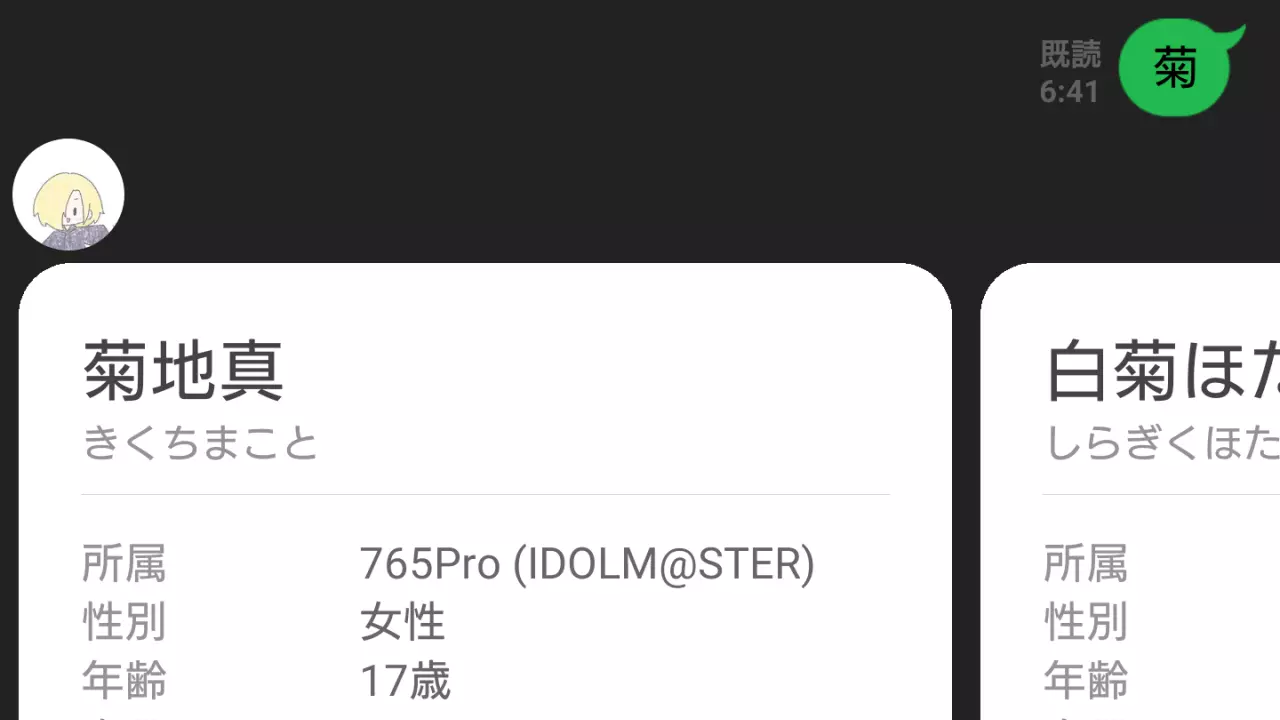 既読
6:41
菊
菊地真
きくちまこと
所属 765Pro (IDOLM@STER)
性別 女性
年齢 17歳
白菊ほた
しらぎくほた
所属
性別
年齢